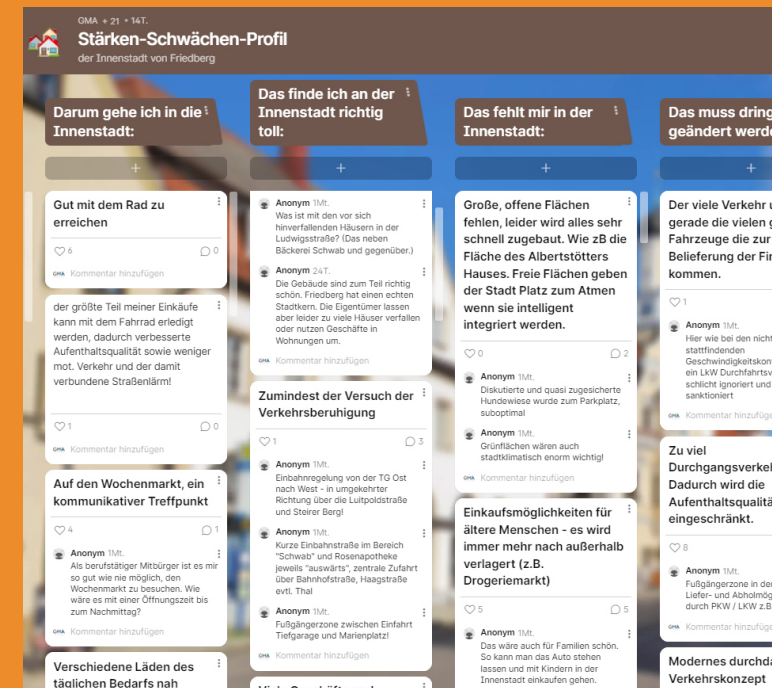 GMA + 21 • 14T.
Stärken-Schwächen-Profil
der Innenstadt von Friedberg
Darum gehe ich in die
Innenstadt:
+
Gut mit dem Rad zu
erreichen
6
0
GMA Kommentar hinzufügen
der größte Teil meiner Einkäufe
kann mit dem Fahrrad erledigt
werden, dadurch verbesserte
Aufenthaltsqualität sowie weniger
mot. Verkehr und der damit
verbundene Straßenlärm!
1
0
GMA Kommentar hinzufügen
Auf den Wochenmarkt, ein
kommunikativer Treffpunkt
4
1
Anonym 1Mt.
Als berufstätiger Mitbürger ist es mir
so gut wie nie möglich, den
Wochenmarkt zu besuchen. Wie
wäre es mit einer Öffnungszeit bis
zum Nachmittag?
GMA Kommentar hinzufügen
Verschiedene Läden des
täglichen Bedarfs nah
Das finde ich an der
Innenstadt richtig
toll:
+
Anonym 1Mt.
Was ist mit den vor sich
hinverfallenden Häusern in der
Ludwigsstraße? (Das neben
Bäckerei Schwab und gegenüber.)
Anonym 24T.
Die Gebäude sind zum Teil richtig
schön. Friedberg hat einen echten
Stadtkern. Die Eigentümer lassen
aber leider zu viele Häuser verfallen
oder nutzen Geschäfte in
Wohnungen um.
GMA Kommentar hinzufügen
Zumindest der Versuch der
Verkehrsberuhigung
1
3
Anonym 1Mt.
Einbahnregelung von der TG Ost
nach West - in umgekehrter
Richtung über die Luitpoldstraße
und Steirer Berg!
Anonym 1Mt.
Kurze Einbahnstraße im Bereich
"Schwab" und Rosenapotheke
jeweils "auswärts", zentrale Zufahrt
über Bahnhofstraße, Haagstraße
evtl. Thal
Anonym 1Mt.
Fußgängerzone zwischen Einfahrt
Tiefgarage und Marienplatz!
GMA Kommentar hinzufügen
Das fehlt mir in der
Innenstadt:
+
Große, offene Flächen
fehlen, leider wird alles sehr
schnell zugebaut. Wie zB die
Fläche des Albertstötters
Hauses. Freie Flächen geben
der Stadt Platz zum Atmen
wenn sie intelligent
integriert werden.
0
2
Anonym 1Mt.
Diskutierte und quasi zugesicherte
Hundewiese wurde zum Parkplatz,
suboptimal
Anonym 1Mt.
Grünflächen wären auch
stadtklimatisch enorm wichtig!
GMA Kommentar hinzufügen
Einkaufsmöglichkeiten für
ältere Menschen - es wird
immer mehr nach außerhalb
verlagert (z.B.
Drogeriemarkt)
5
5
Anonym 1Mt.
Das wäre auch für Familien schön.
So kann man das Auto stehen
lassen und mit Kindern in der
Innenstadt einkaufen gehen.
Das muss dring
geändert werde
+
Der viele Verkehr u
gerade die vielen g
Fahrzeuge die zur
Belieferung der Fir
kommen.
1
Anonym 1Mt.
Hier wie bei den nicht
stattfindenden
Geschwindigkeitskont
ein LkW Durchfahrtsv
schlicht ignoriert und
sanktioniert
GMA Kommentar hinzufüge
Zu viel
Durchgangsverkeh
Dadurch wird die
Aufenthaltsqualitä
eingeschränkt.
8
Anonym 1Mt.
Fußgängerzone in der
Liefer- und Abholmög
durch PKW / LKW z.B
GMA Kommentar hinzufüge
Modernes durchda
Verkehrskonzept